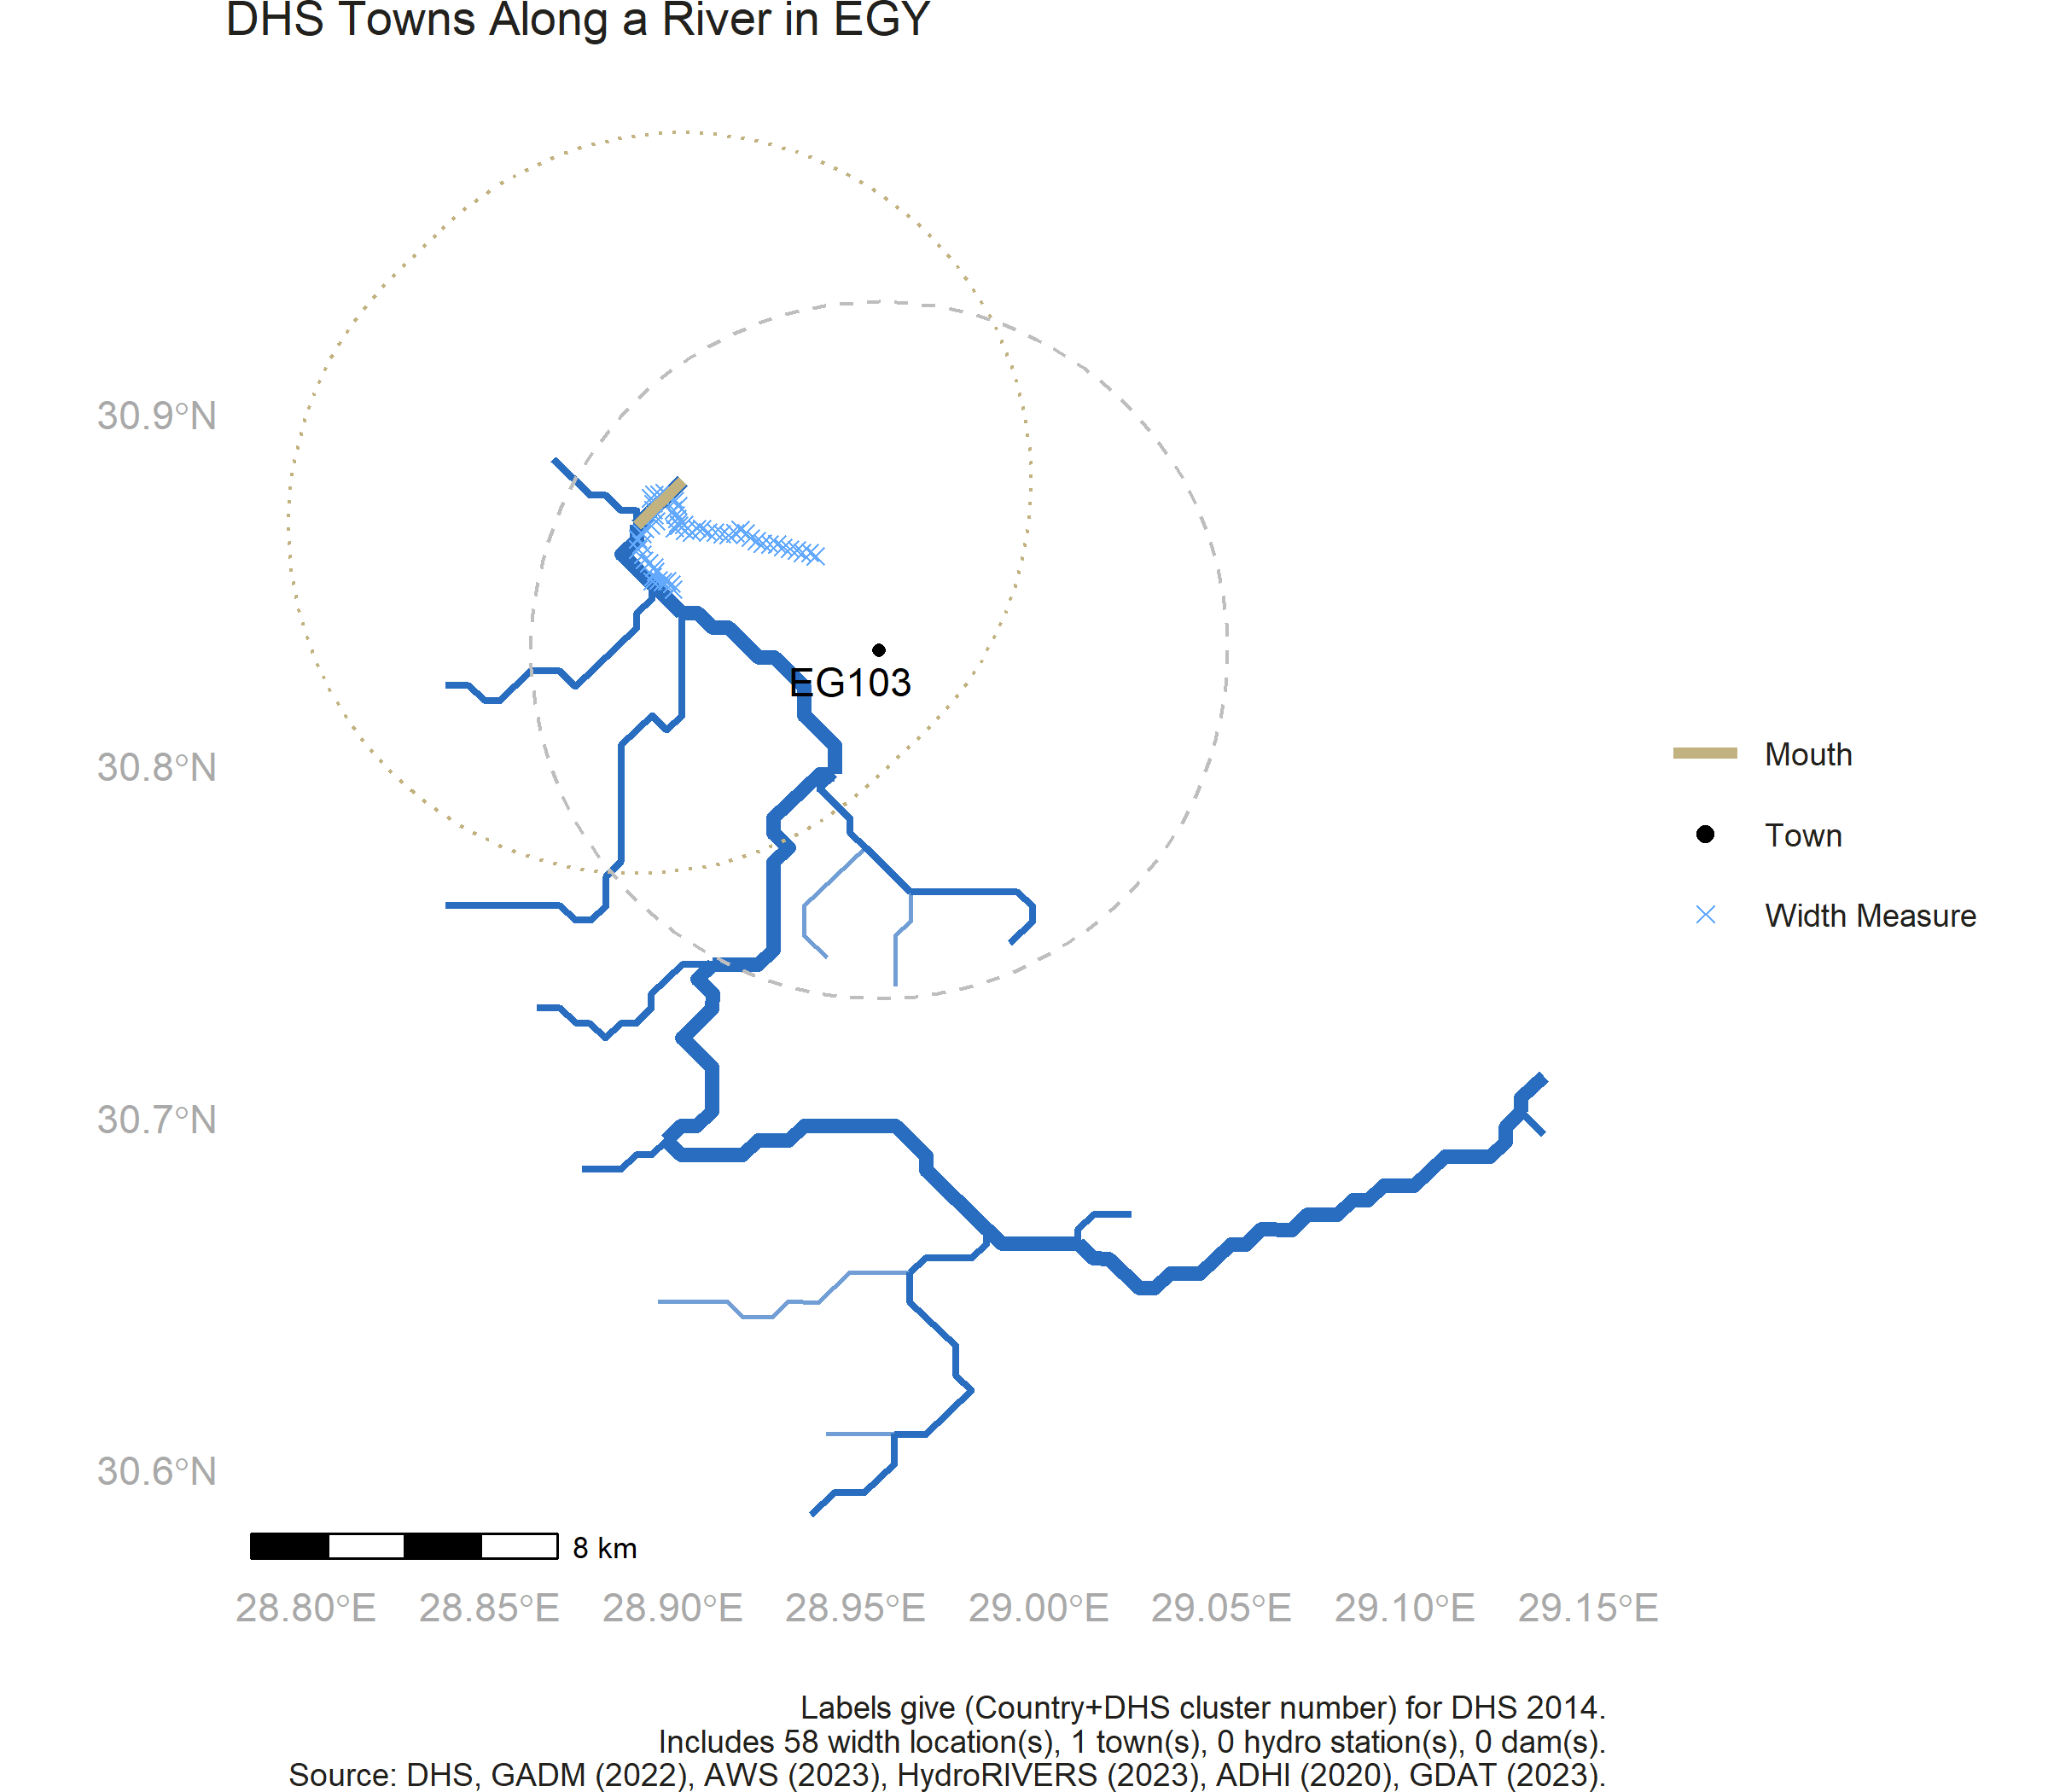 DHS Towns Along a River in EGY
30.9°N
30.8°N
30.7°N
30.6°N
EG103
Mouth
Town
Width Measure
8 km
28.80°E 28.85°E 28.90°E 28.95°E 29.00°E 29.05°E 29.10°E 29.15°E
Labels give (Country+DHS cluster number) for DHS 2014.
Includes 58 width location(s), 1 town(s), 0 hydro station(s), 0 dam(s).
Source: DHS, GADM (2022), AWS (2023), HydroRIVERS (2023), ADHI (2020), GDAT (2023).